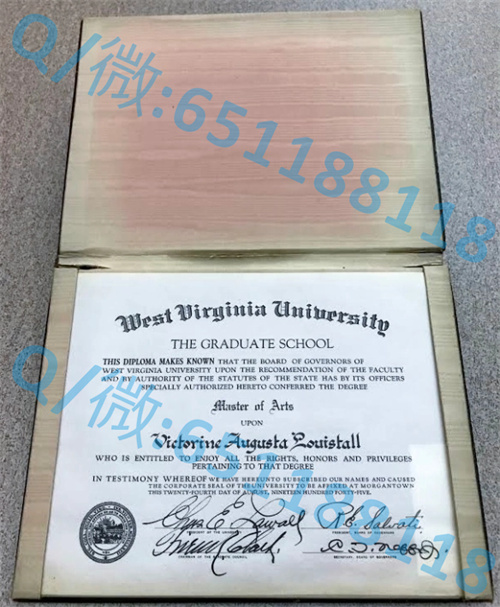 Q/微:651188118
West Virginia University
THE GRADUATE SCHOOL
THIS DIPLOMA MAKES KNOWN THAT THE BOARD OF GOVERNORS OF
WEST VIRGINIA UNIVERSITY UPON THE RECOMMENDATION OF THE FACULTY
AND BY AUTHORITY OF THE STATUTES OF THE STATE HAS BY ITS OFFICERS
SPECIALLY AUTHORIZED HERETO CONFERRED THE DEGREE
Master of Arts
UPON
Victorine Augusta Louistall
WHO IS ENTITLED TO ENJOY ALL THE RIGHTS, HONORS AND PRIVILEGES
PERTAINING TO THAT DEGREE
IN TESTIMONY WHEREOF WE HAVE HEREUNTO SUBSCRIBED OUR NAMES AND CAUSED
THE CORPORATE SEAL OF THE UNIVERSITY TO BE AFFIXED AT MORGANTOWN
THIS TWENTY-FOURTH DAY OF AUGUST, NINETEEN HUNDRED FORTY-FIVE.
Q/微:651188118